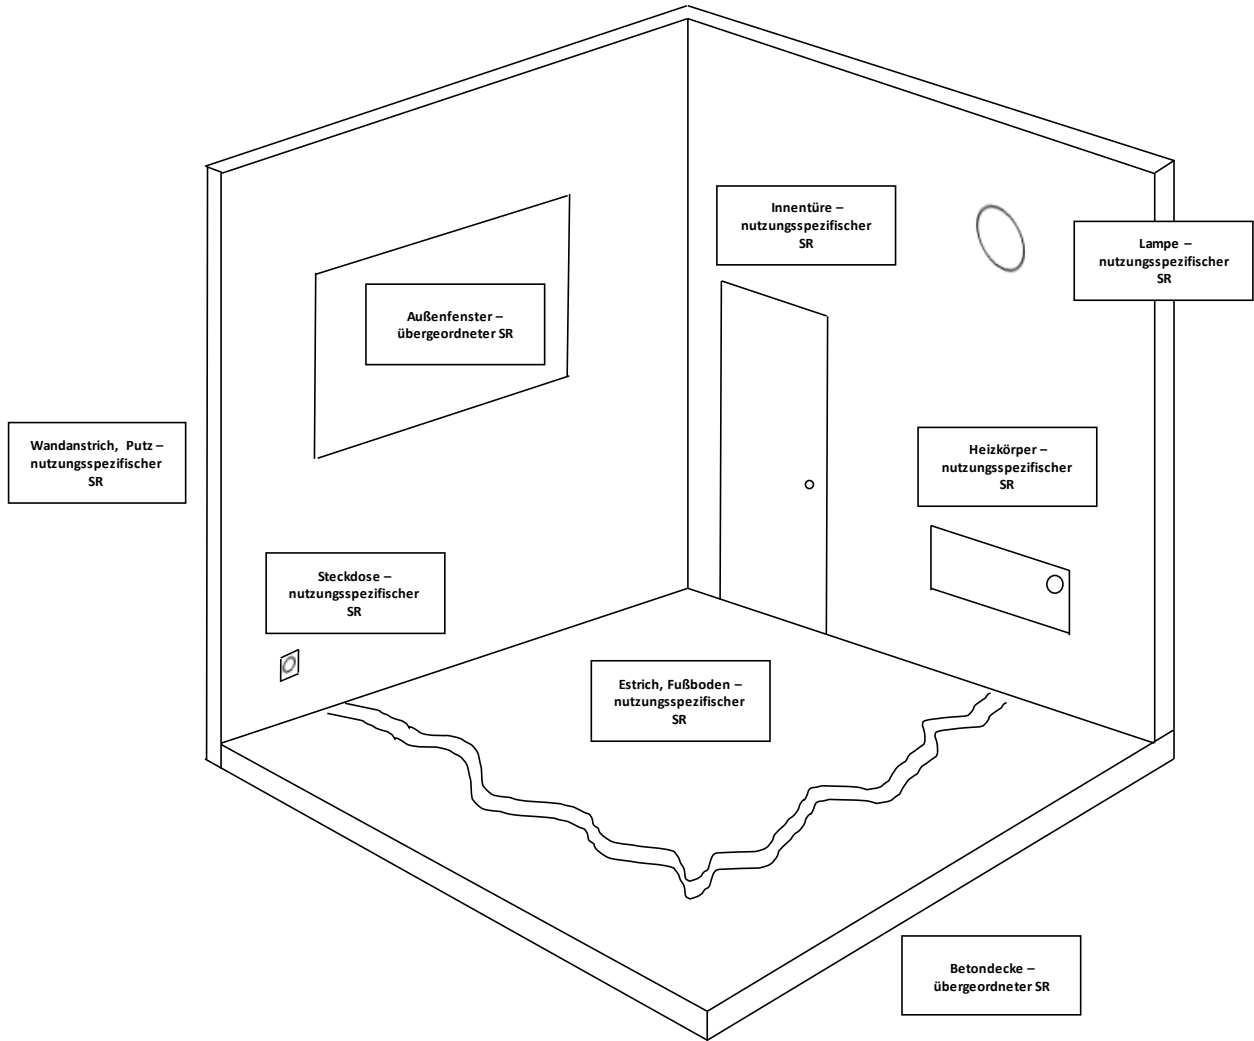 Innentüre –
nutzungsspezifischer
SR
Lampe –
nutzungsspezifischer
SR
Außenfenster –
übergeordneter SR
Wandanstrich, Putz –
nutzungsspezifischer
SR
Heizkörper –
nutzungsspezifischer
SR
Steckdose –
nutzungsspezifischer
SR
Estrich, Fußboden –
nutzungsspezifischer
SR
Betondecke –
übergeordneter SR